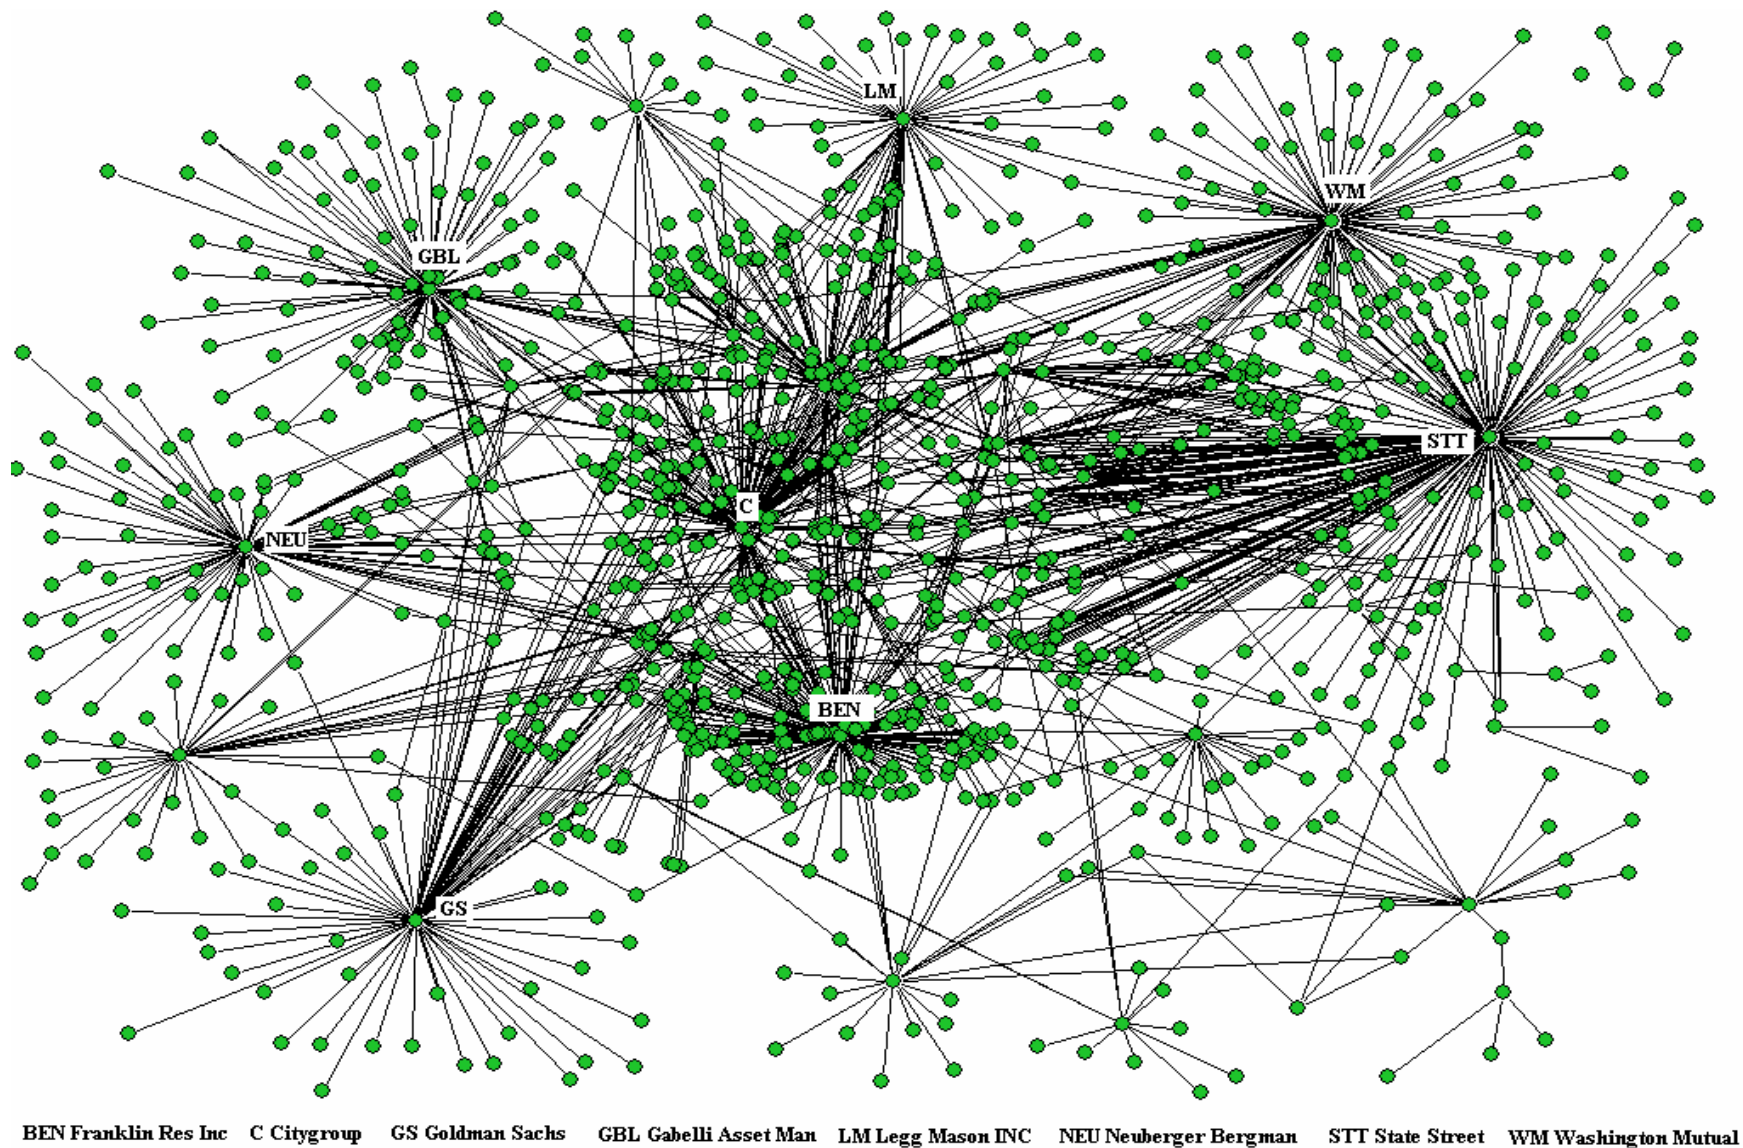 LM
WM
GBL
STT
C
NEU
BEN
GS
BEN Franklin Res Inc C Citygroup GS Goldman Sachs GBL Gabelli Asset Man LM Legg Mason INC NEU Neuberger Bergman STT State Street WM Washington Mutual